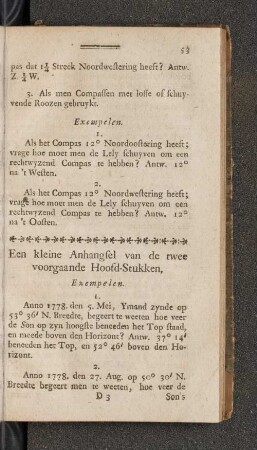 53
pas dat 1¾ Streek Noordwestering heeft? Antw.
Z ¾ W.
3. Als men Compassen met losse of schuy-
vende Roozen gebruykt.
Exempelen.
1.
Als het Compas 12° Noordoostering heeft;
vrage hoe moet men de Lely schuyven om een
rechtwyzend Compas te hebben? Antw. 12°
na 't Westen.
2.
Als het Compas 12° Noordwestering heeft;
vrage hoe moet men de Lely schuyven om een
rechtwyzend Compas te hebben? Antw. 12°
na 't Oosten.
Een kleine Anhangsel van de twee
voorgaande Hoofd-Stukken,
Exempelen.
1.
Anno 1778. den 5. Mei, Ymand zynde op
53° 36′ N. Breedte, begeert te weeten hoe veer
de Son op zyn hoogste beneeden het Top stand,
en meede boven den Horizont? Antw. 37° 14′
beneeden het Top, en 52° 46′ boven den Ho-
rizont.
2.
Anno 1778. den 27. Aug. op 50° 30′ N.
Breedte begeert men te weeten, hoe veer de
D 3 Son's